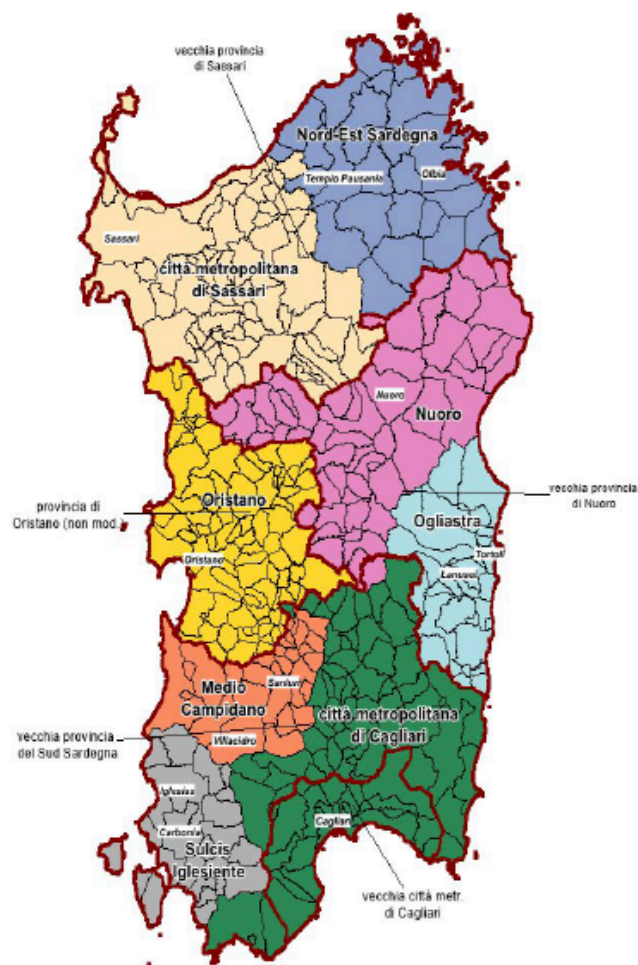 vecchia provincia
di Sassari
Nord-Est Sardegna
Tempio Pausania
Olbia
Sassari
città metropolitana
di Sassari
Nuoro
Nuoro
Oristano
provincia di
Oristano (non mod.)
vecchia provincia
di Nuoro
Ogliastra
Tortolì
Oristano
Lanusei
Medio
Campidano
Sanluri
città metropolitana
di Cagliari
vecchia provincia
del Sud Sardegna
Villacidro
Iglesias
Carbonia
Cagliari
Sulcis
Iglesiente
vecchia città metr.
di Cagliari